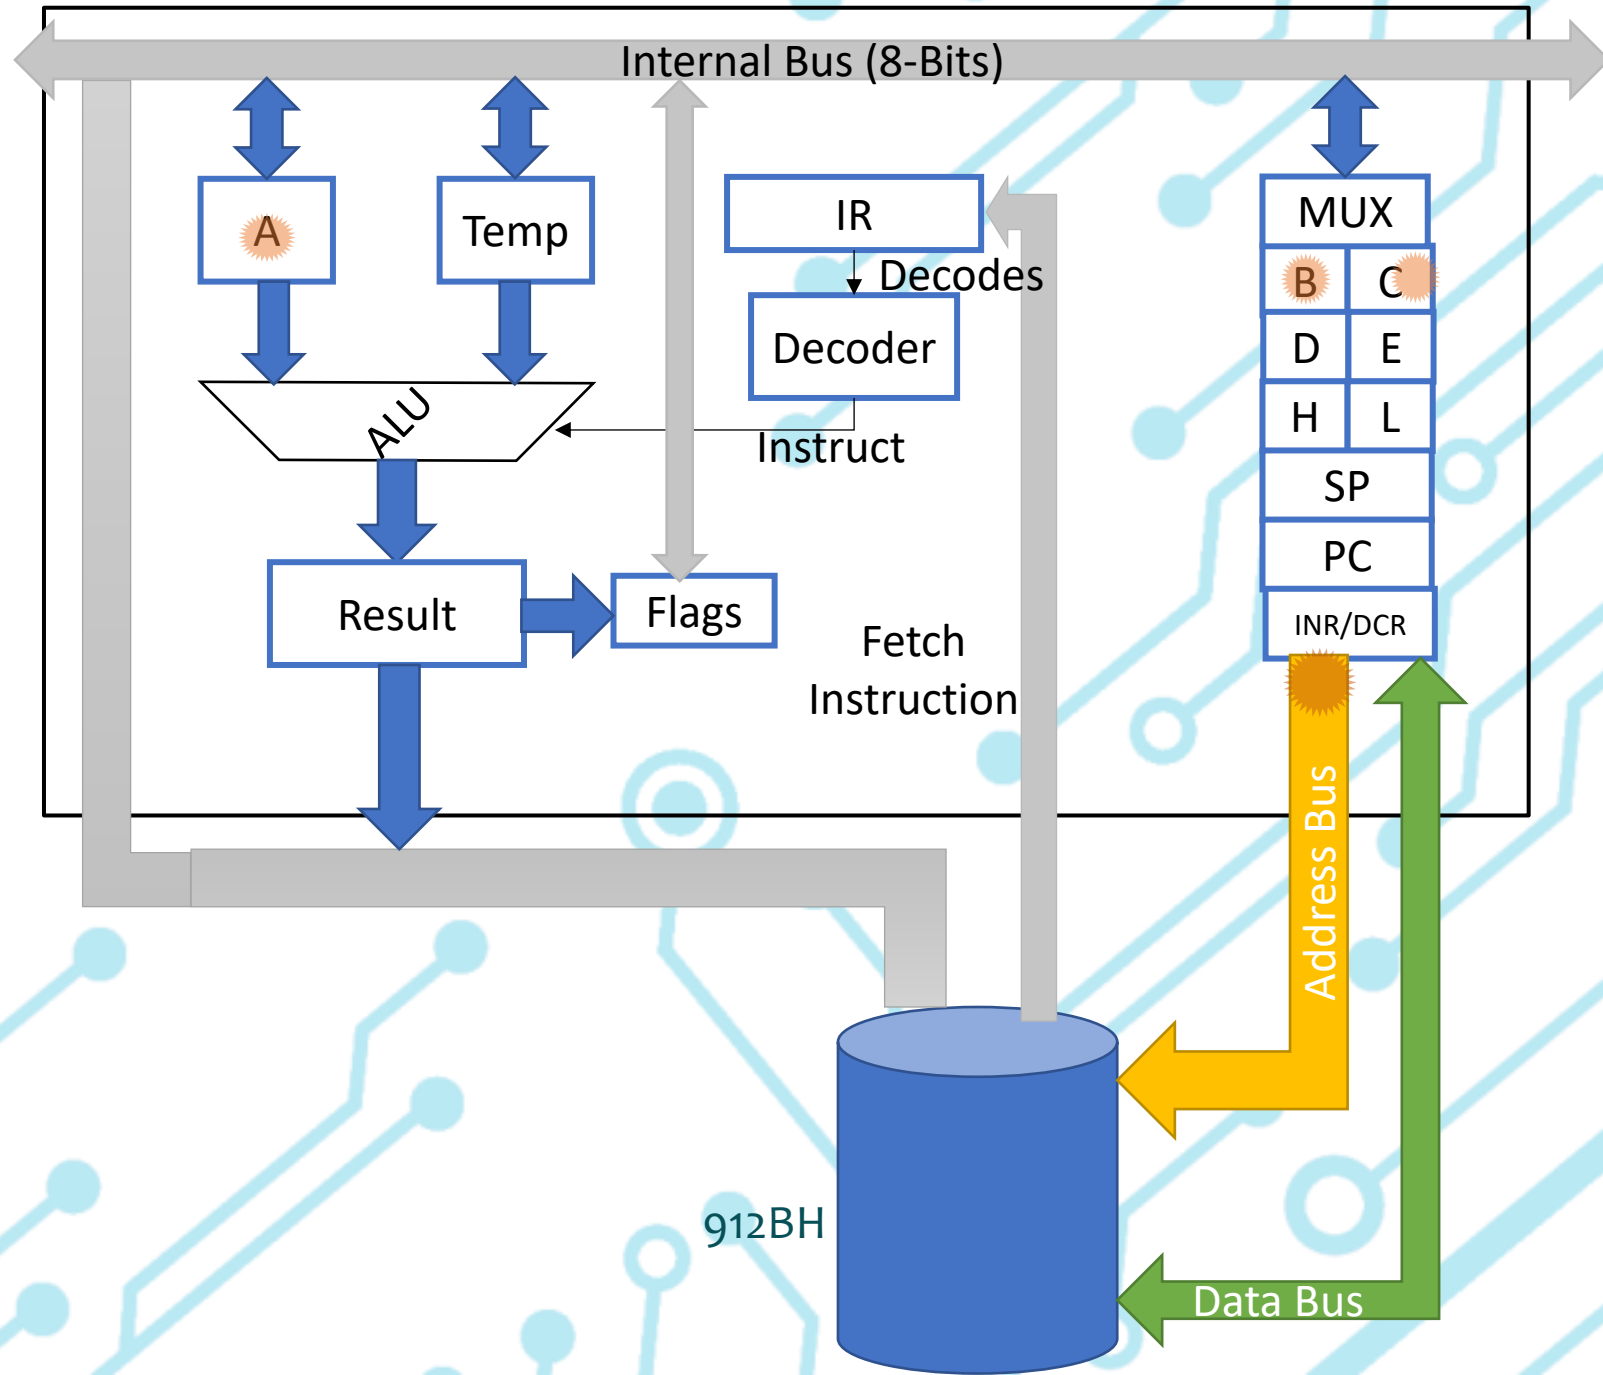 Internal Bus (8-Bits)
A
Temp
IR
MUX
Decodes
B
C
Decoder
D
E
ALU
H
L
Instruct
SP
PC
Result
Flags
INR/DCR
Fetch
Instruction
Address Bus
912BH
Data Bus